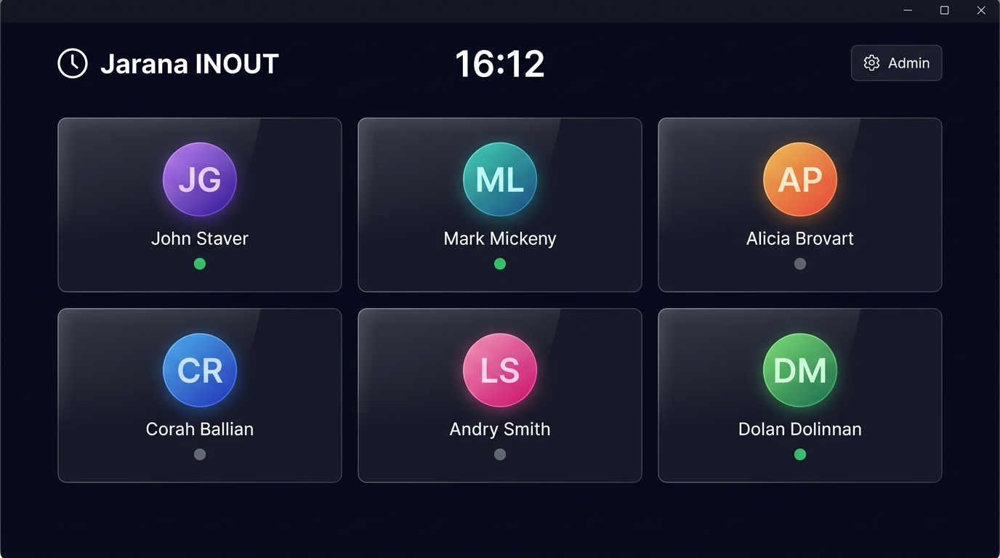 Jarana INOUT
16:12
Admin
JG
John Staver
ML
Mark Mickeny
AP
Alicia Brovart
CR
Corah Ballian
LS
Andry Smith
DM
Dolan Dolinnan